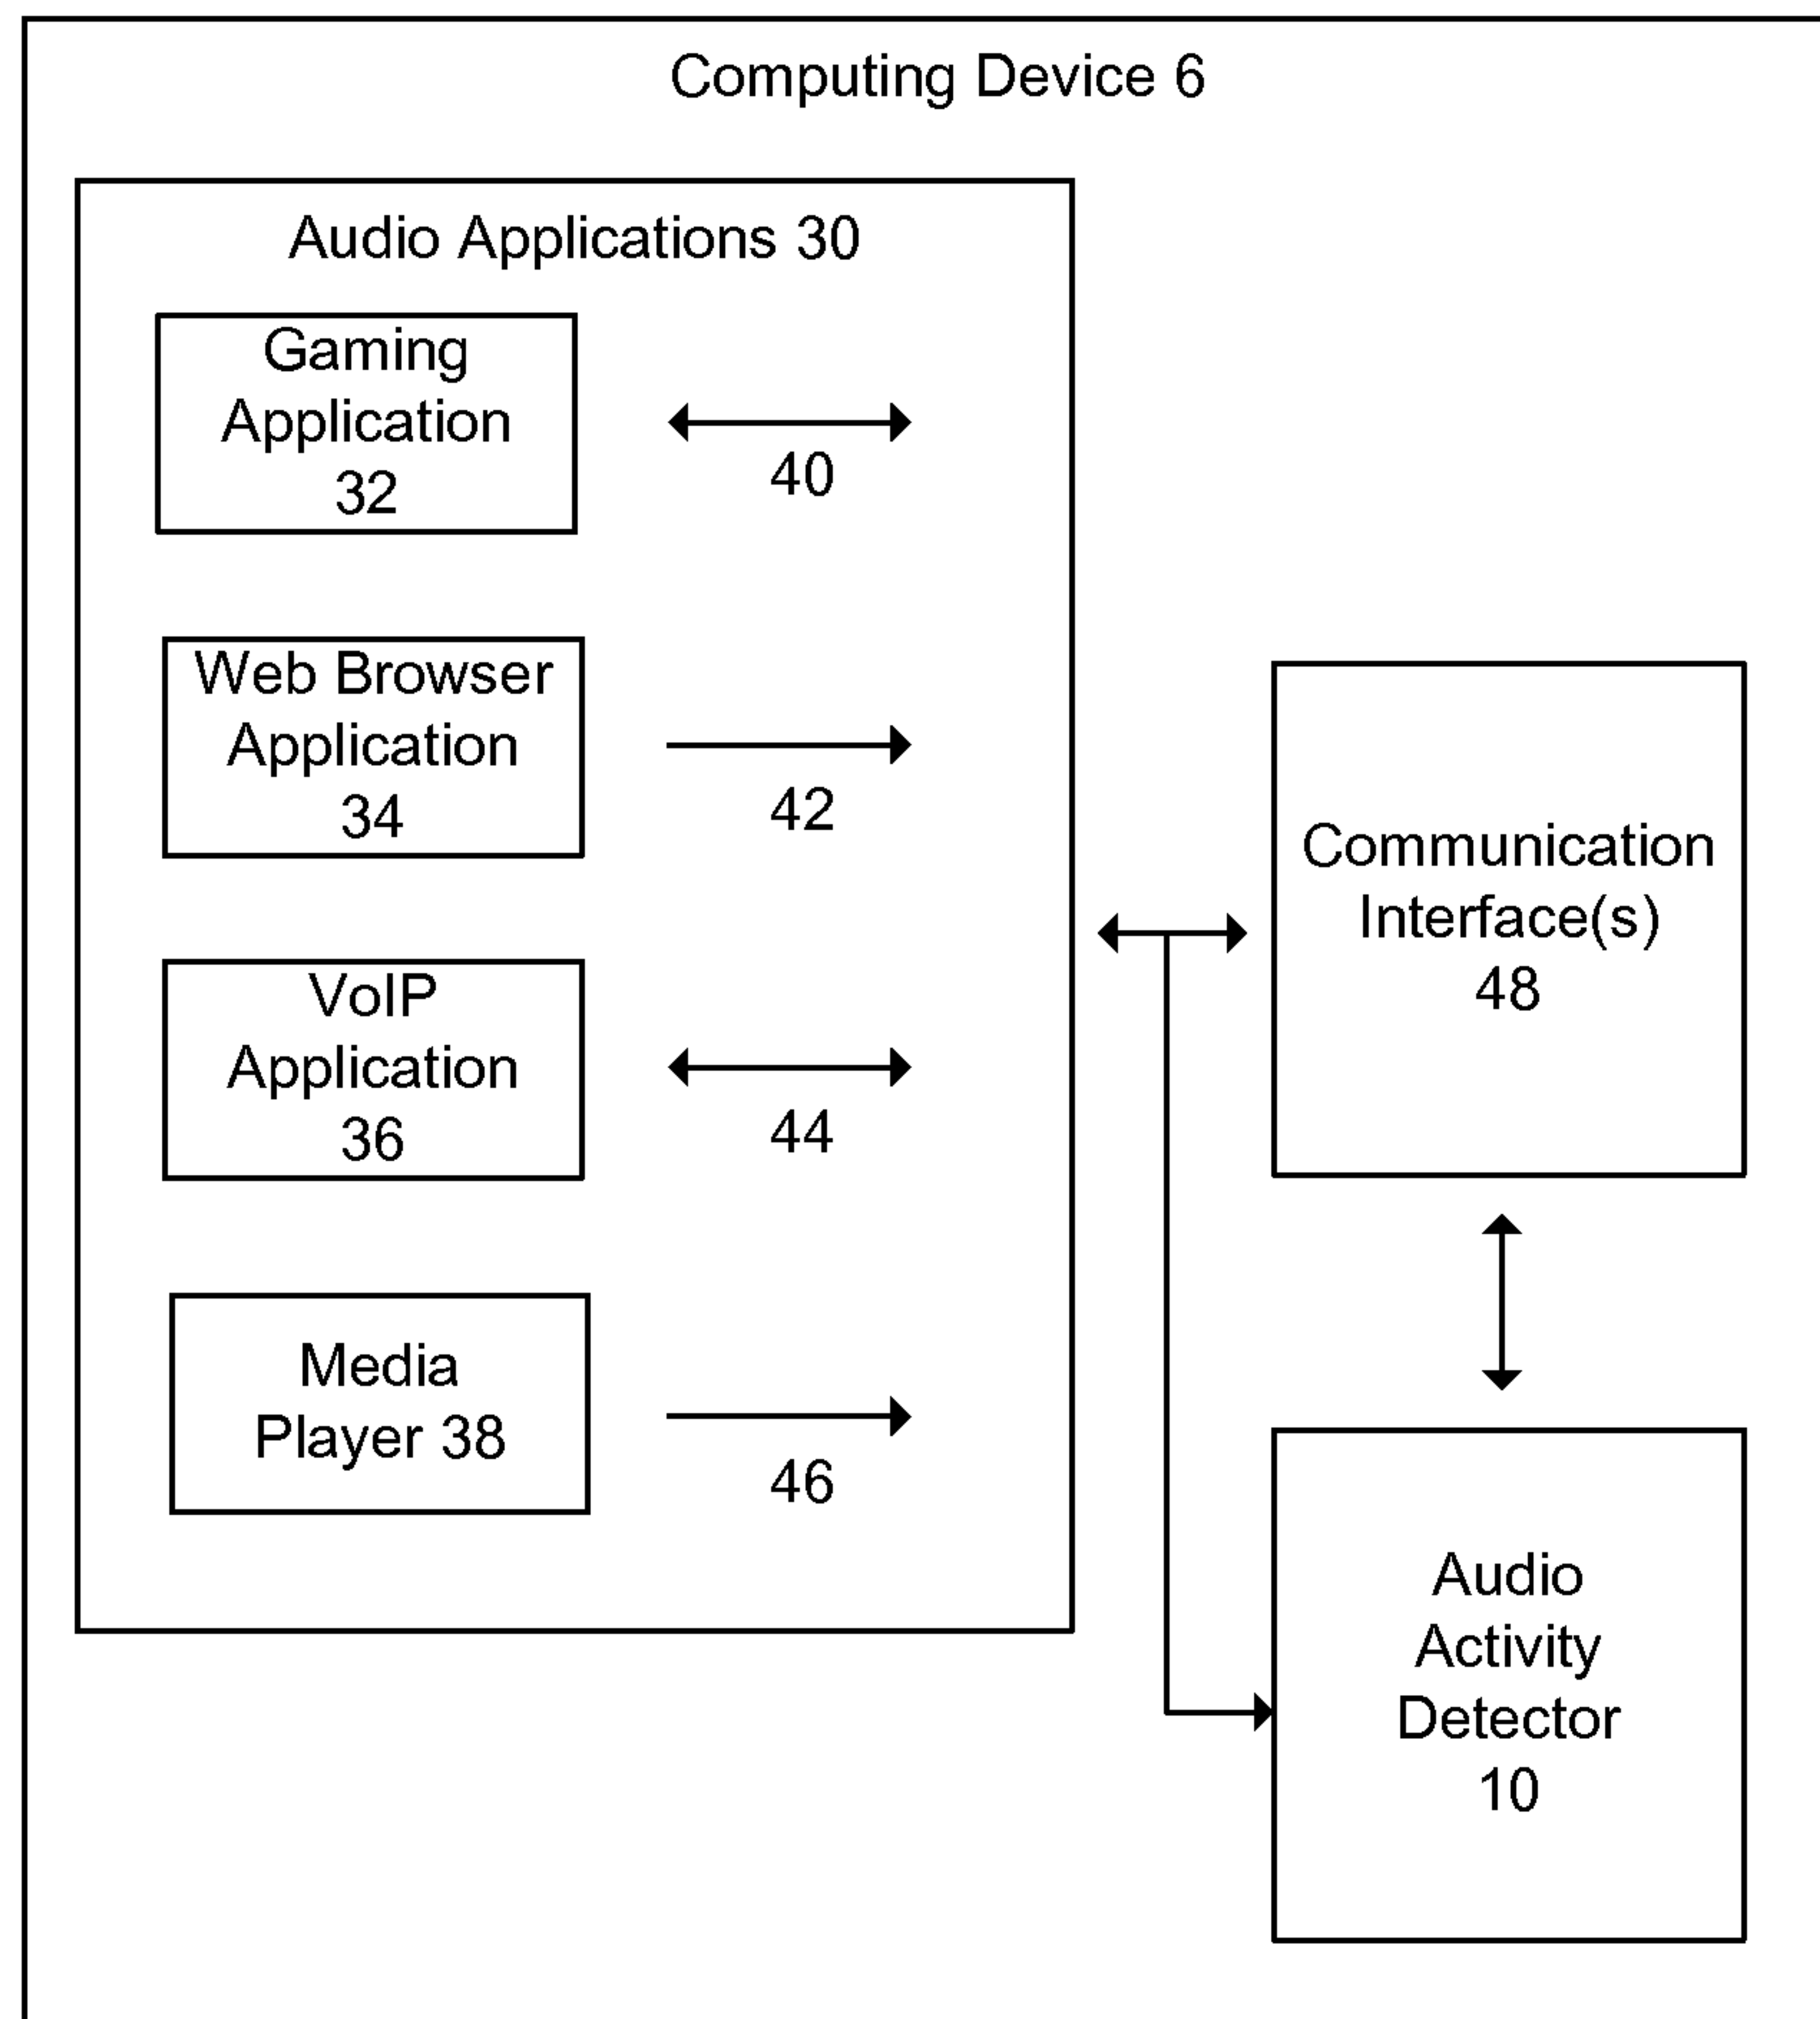 Computing Device 6
Audio Applications 30
Gaming
Application
32
40
Web Browser
Application
34
42
VoIP
Application
36
44
Media
Player 38
46
Communication
Interface(s)
48
Audio
Activity
Detector
10